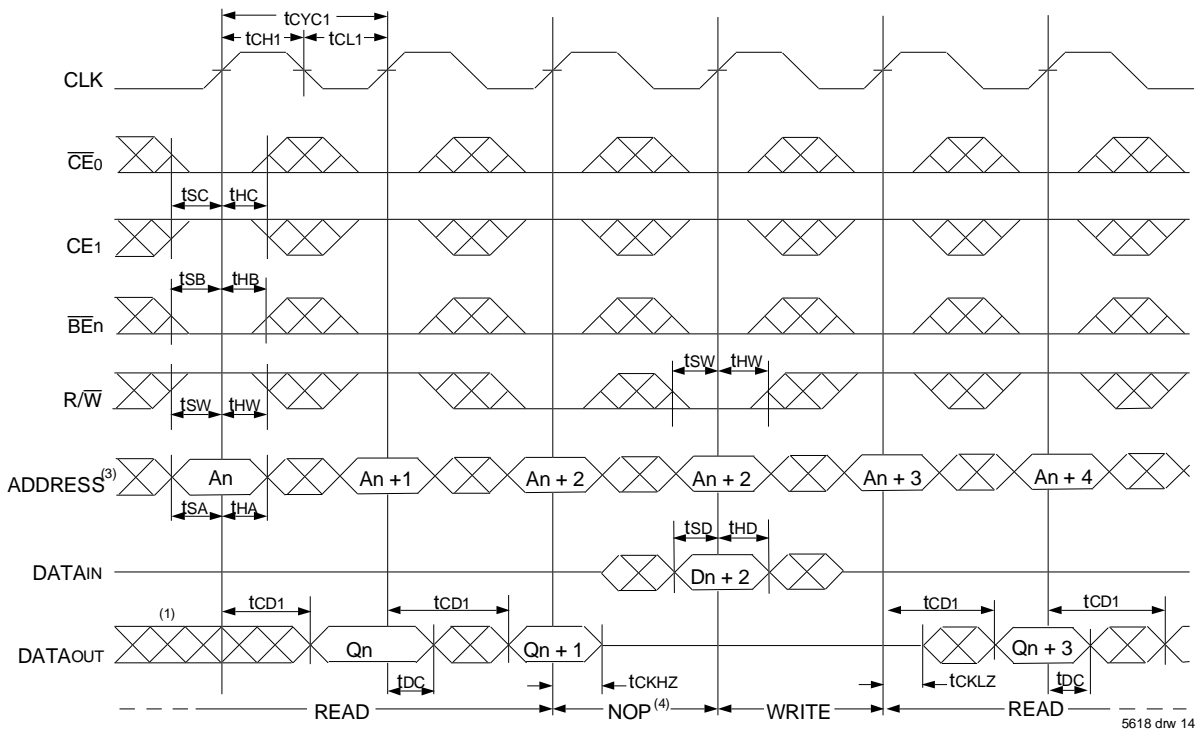 tCYC1
tCH1 tCL1
CLK
CE0
tSC tHC
CE1
tSB tHB
BEn
tSW tHW
R/W
tSW tHW
An An +1 An + 2 An + 2 An + 3 An + 4
ADDRESS(3)
tSA tHA
tSD tHD
DATAIN Dn + 2
(1) tCD1 tCD1 tCD1 tCD1
DATAOUT Qn Qn + 1 Qn + 3
tDC tCKHZ tCKLZ tDC
READ NOP(4) WRITE READ
5618 drw 14